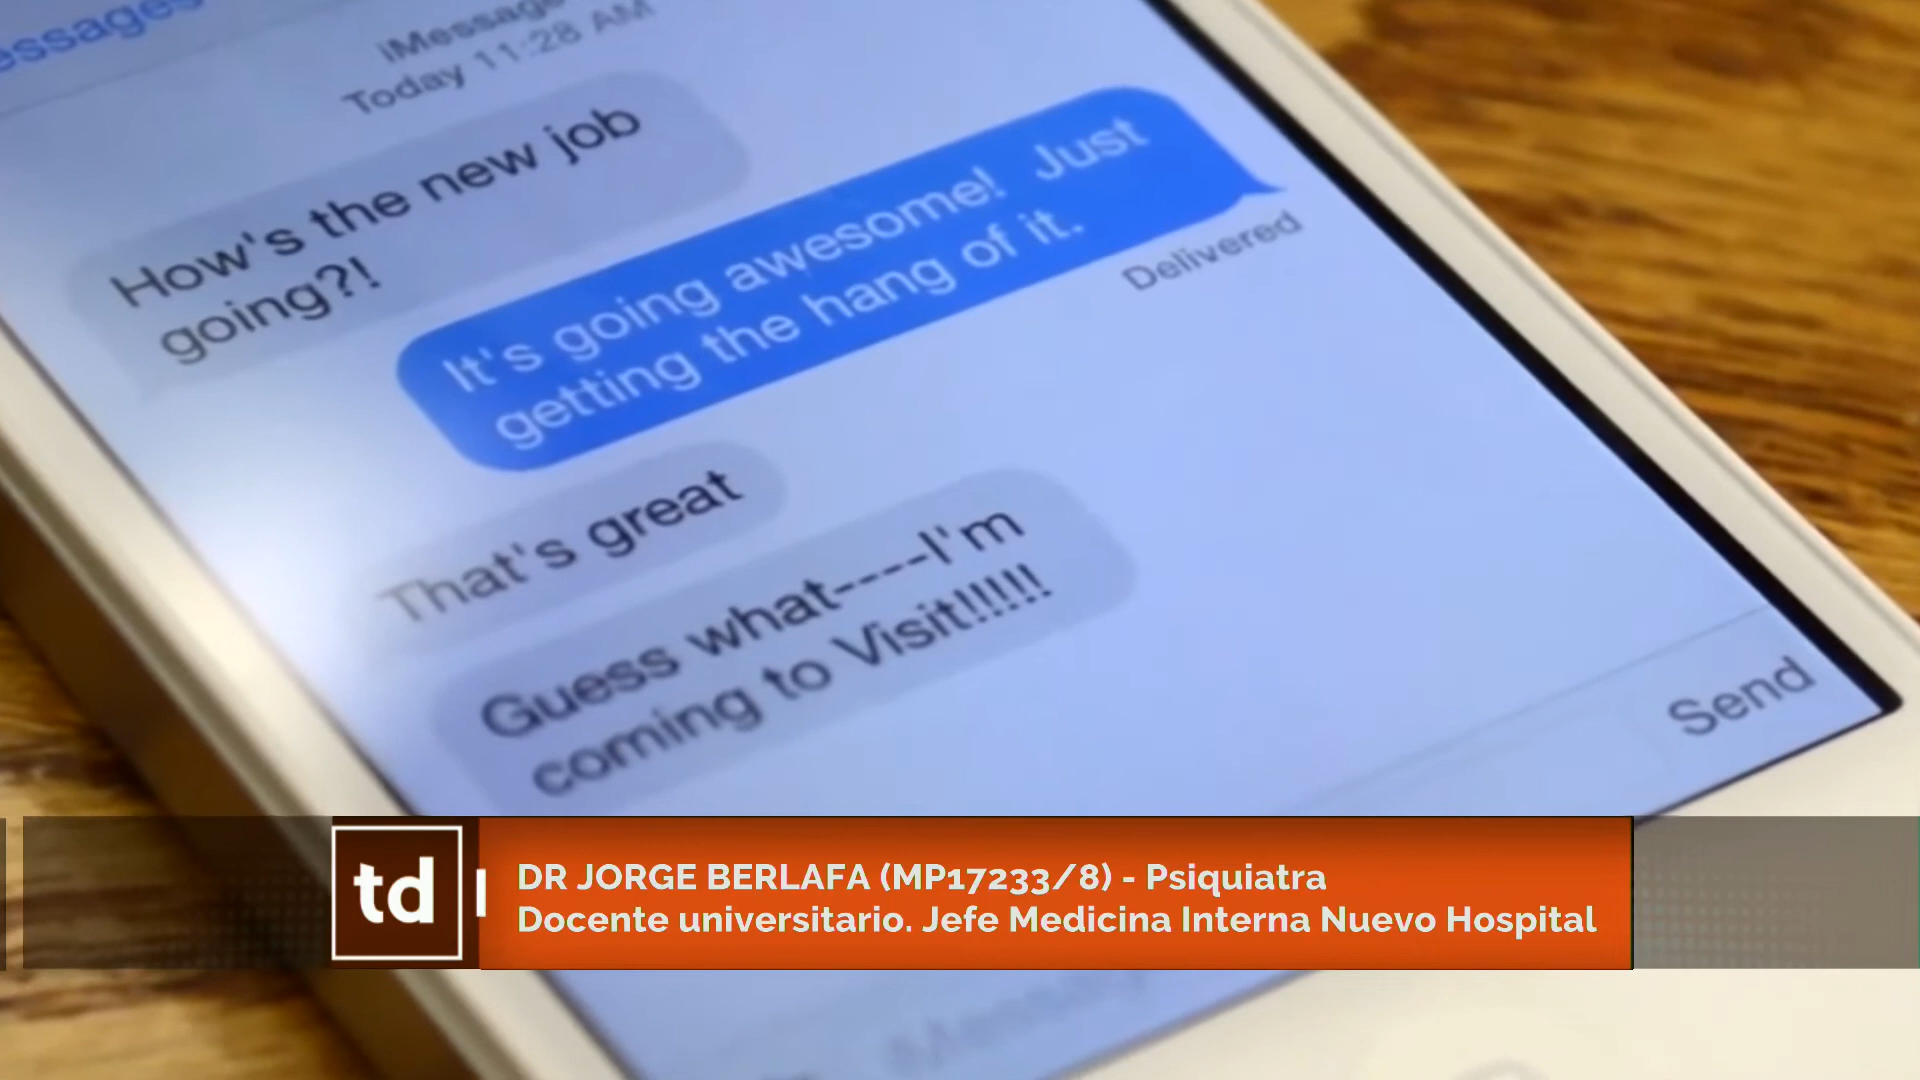 essages
iMessage
Today 11:28 AM
How's the new job
going?!
It's going awesome!  Just
getting the hang of it.
Delivered
That's great
Guess what----I'm
coming to Visit!!!!!
Send
td
DR JORGE BERLAFA (MP17233/8) - Psiquiatra
Docente universitario. Jefe Medicina Interna Nuevo Hospital